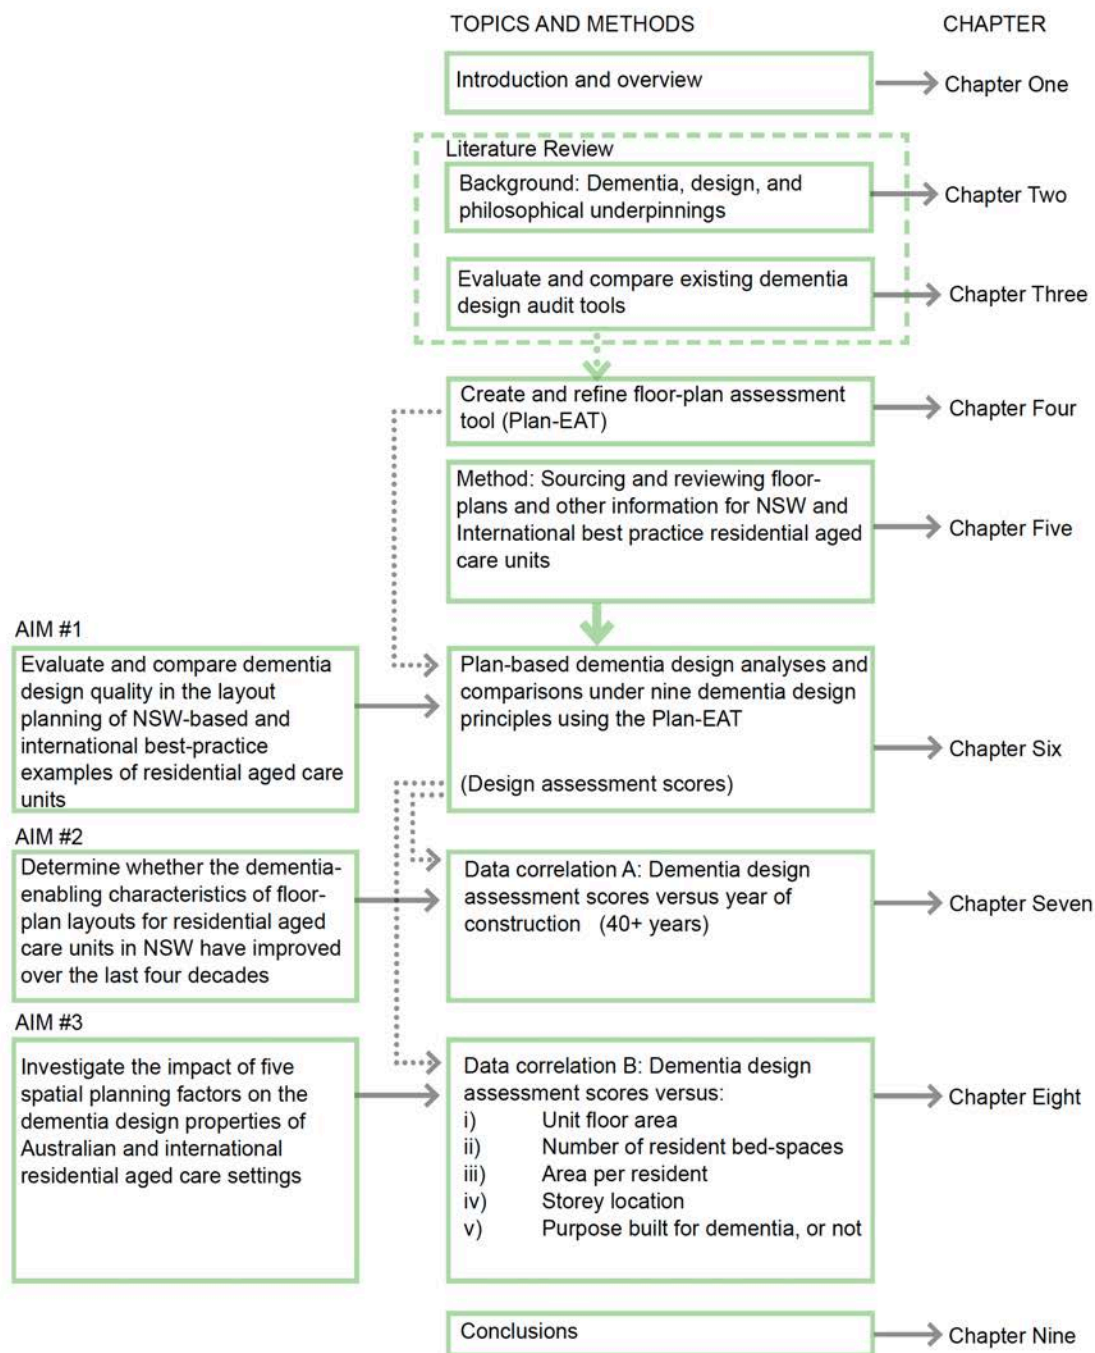 TOPICS AND METHODS
CHAPTER
Introduction and overview
Chapter One
Literature Review
Background: Dementia, design, and
philosophical underpinnings
Chapter Two
Evaluate and compare existing dementia
design audit tools
Chapter Three
Create and refine floor-plan assessment
tool (Plan-EAT)
Chapter Four
Method: Sourcing and reviewing floor-
plans and other information for NSW and
International best practice residential aged
care units
Chapter Five
AIM #1
Evaluate and compare dementia
design quality in the layout
planning of NSW-based and
international best-practice
examples of residential aged care
units
Plan-based dementia design analyses and
comparisons under nine dementia design
principles using the Plan-EAT
(Design assessment scores)
Chapter Six
AIM #2
Determine whether the dementia-
enabling characteristics of floor-
plan layouts for residential aged
care units in NSW have improved
over the last four decades
Data correlation A: Dementia design
assessment scores versus year of
construction (40+ years)
Chapter Seven
AIM #3
Investigate the impact of five
spatial planning factors on the
dementia design properties of
Australian and international
residential aged care settings
Data correlation B: Dementia design
assessment scores versus:
i) Unit floor area
ii) Number of resident bed-spaces
iii) Area per resident
iv) Storey location
v) Purpose built for dementia, or not
Chapter Eight
Conclusions
Chapter Nine